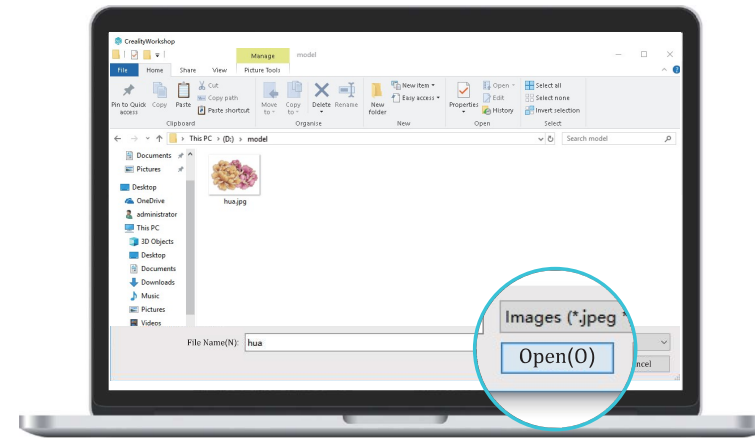 CrealityWorkshop
Manage model
File Home Share View Picture Tools
Pin to Quick access
Copy
Paste
Cut
Copy path
Paste shortcut
Clipboard
Move to
Copy to
Delete
Rename
Organise
New folder
New item
Easy access
New
Properties
Open
Edit
History
Open
Select all
Select none
Invert selection
Select
This PC > (D:) > model
Search model
Documents
Pictures
Desktop
OneDrive
administrator
This PC
3D Objects
Desktop
Documents
Downloads
Music
Pictures
Videos
hua.jpg
File Name(N): hua
Images (*.jpeg *
Open(O)
ncel